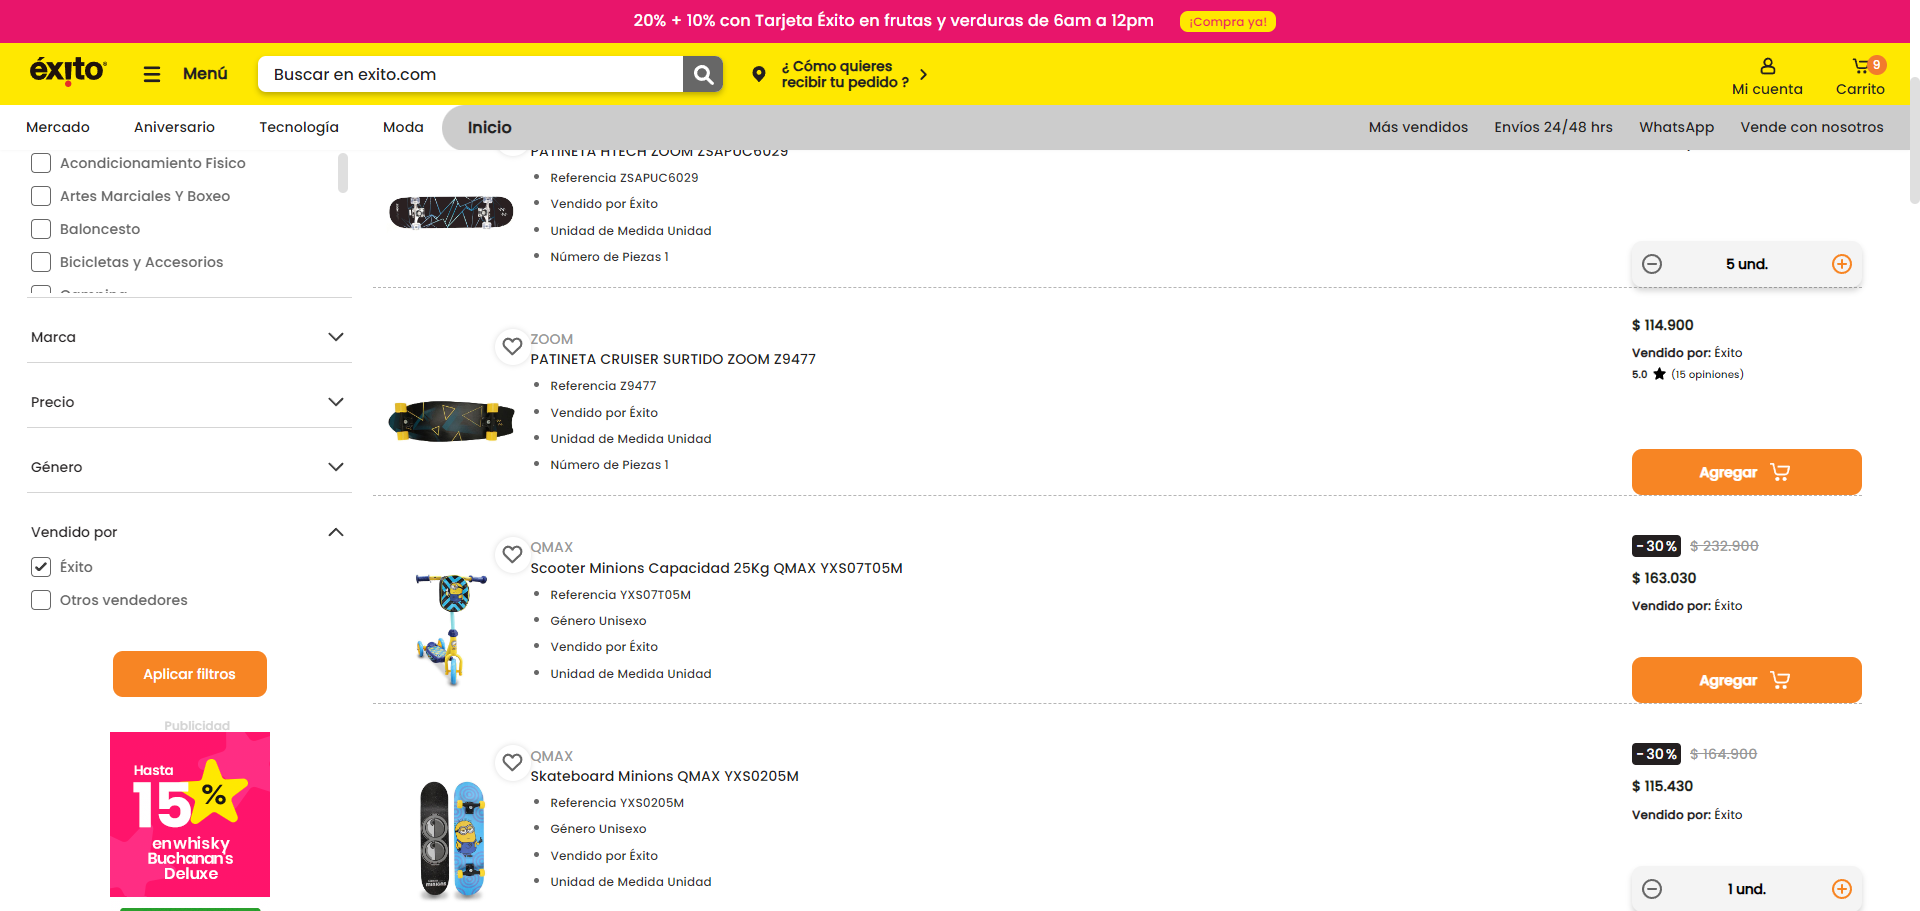 20% + 10% con Tarjeta Éxito en frutas y verduras de 6am a 12pm
¡Compra ya!
éxito
Menú
Buscar en exito.com
¿ Cómo quieres
recibir tu pedido ?
Mi cuenta
9
Carrito
Mercado
Aniversario
Tecnología
Moda
Inicio
Más vendidos
Envíos 24/48 hrs
WhatsApp
Vende con nosotros
Acondicionamiento Fisico
Artes Marciales Y Boxeo
Baloncesto
Bicicletas y Accesorios
Marca
Precio
Género
Vendido por
Éxito
Otros vendedores
Aplicar filtros
Publicidad
Hasta
15%
en whisky
Buchanan's
Deluxe
PATINETA HTECH ZOOM ZSAPUC6029
Referencia ZSAPUC6029
Vendido por Éxito
Unidad de Medida Unidad
Número de Piezas 1
5 und.
ZOOM
PATINETA CRUISER SURTIDO ZOOM Z9477
Referencia Z9477
Vendido por Éxito
Unidad de Medida Unidad
Número de Piezas 1
$ 114.900
Vendido por: Éxito
5.0 (15 opiniones)
Agregar
QMAX
Scooter Minions Capacidad 25Kg QMAX YXS07T05M
Referencia YXS07T05M
Género Unisexo
Vendido por Éxito
Unidad de Medida Unidad
-30% $ 232.900
$ 163.030
Vendido por: Éxito
Agregar
QMAX
Skateboard Minions QMAX YXS0205M
Referencia YXS0205M
Género Unisexo
Vendido por Éxito
Unidad de Medida Unidad
-30% $ 164.900
$ 115.430
Vendido por: Éxito
1 und.